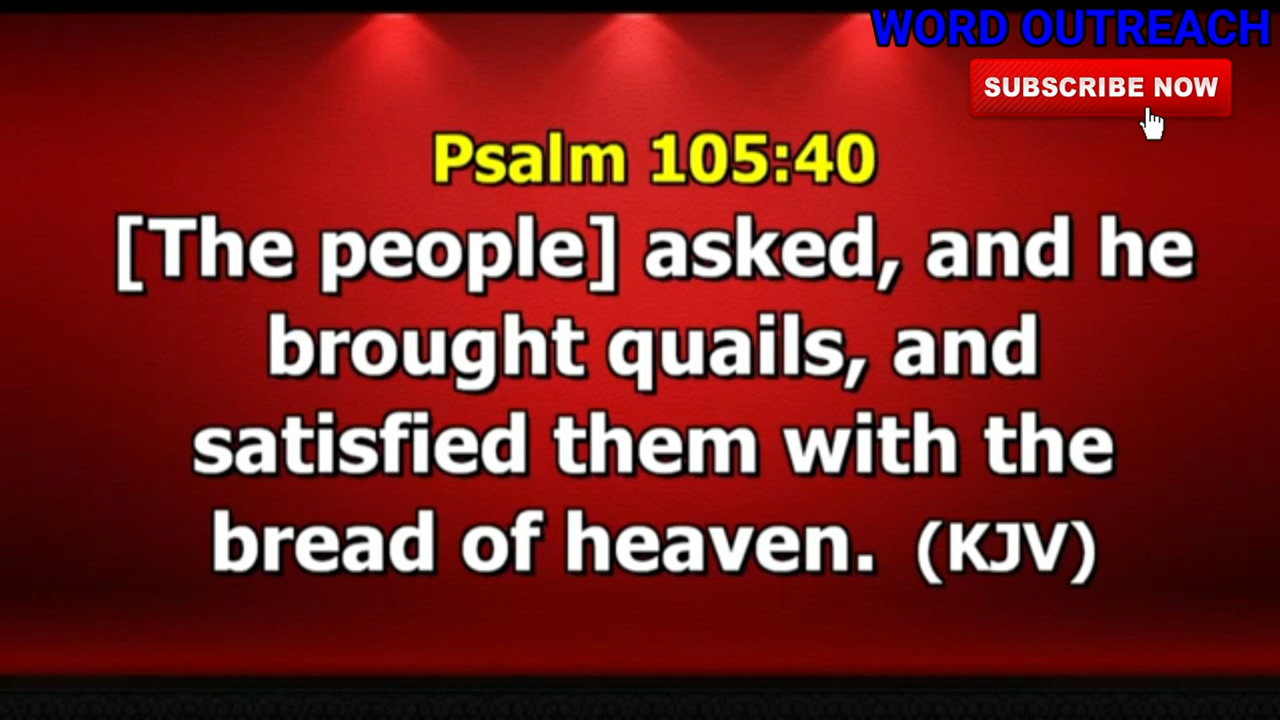 WORD OUTREACH
SUBSCRIBE NOW
Psalm 105:40
[The people] asked, and he
brought quails, and
satisfied them with the
bread of heaven. (KJV)